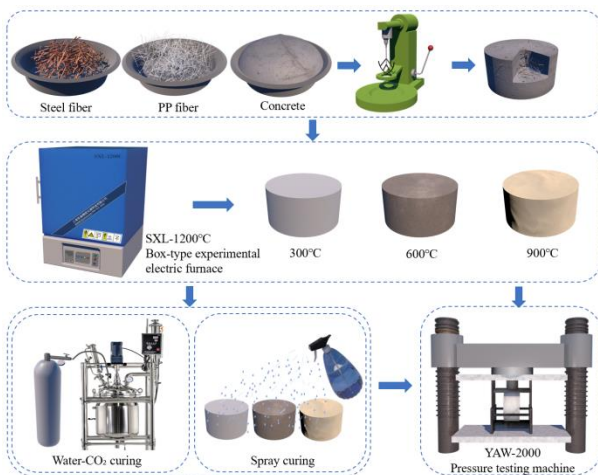 Steel fiber
PP fiber
Concrete
SXL-1200℃
Box-type experimental
electric furnace
300℃
600℃
900℃
Water-CO₂ curing
Spray curing
YAW-2000
Pressure testing machine